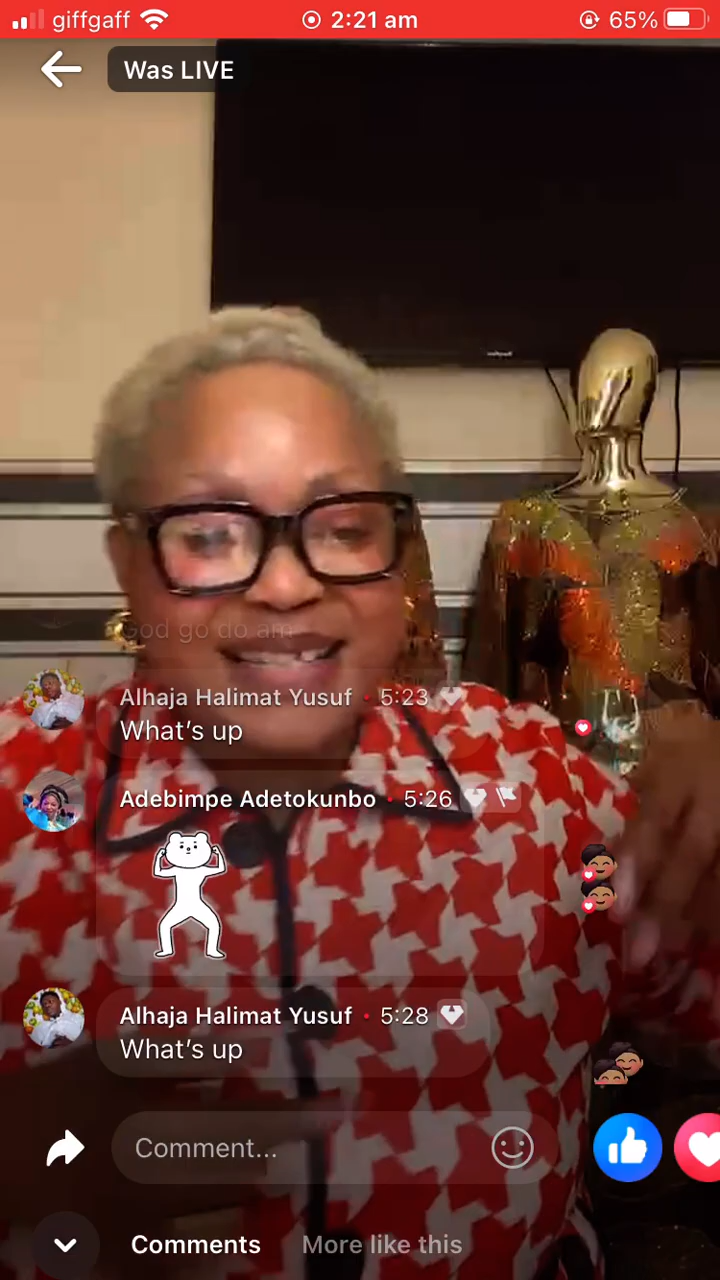 giffgaff 2:21 am 65%
Was LIVE
God go do am
Alhaja Halimat Yusuf • 5:23
What's up
Adebimpe Adetokunbo • 5:26
Alhaja Halimat Yusuf • 5:28
What's up
Comment...
Comments More like this